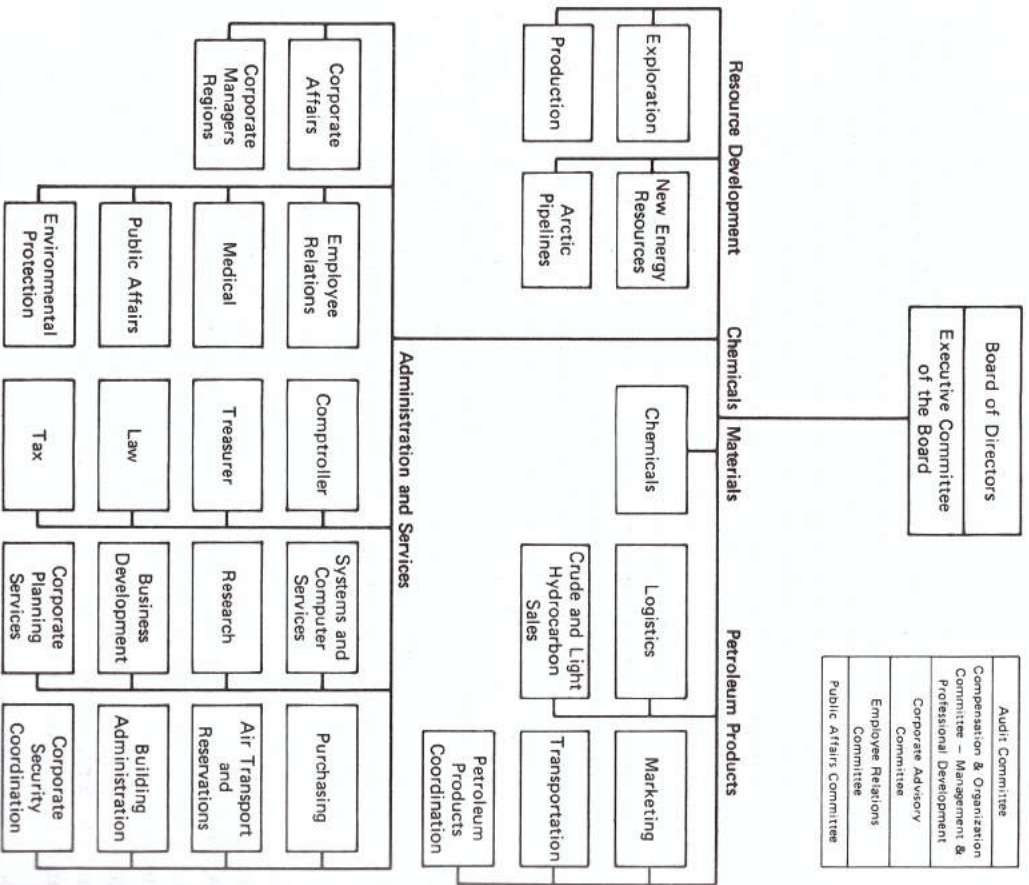 Board of Directors
Executive Committee
of the Board
Audit Committee
Compensation & Organization
Committee – Management &
Professional Development
Corporate Advisory
Committee
Employee Relations
Committee
Public Affairs Committee
Resource Development
Chemicals
Materials
Petroleum Products
Exploration
Production
New Energy
Resources
Arctic
Pipelines
Chemicals
Logistics
Crude and Light
Hydrocarbon
Sales
Marketing
Transportation
Petroleum
Products
Coordination
Administration and Services
Corporate
Affairs
Corporate
Managers
Regions
Employee
Relations
Medical
Public Affairs
Environmental
Protection
Comptroller
Treasurer
Law
Tax
Systems and
Computer
Services
Research
Business
Development
Corporate
Planning
Services
Purchasing
Air Transport
and
Reservations
Building
Administration
Corporate
Security
Coordination